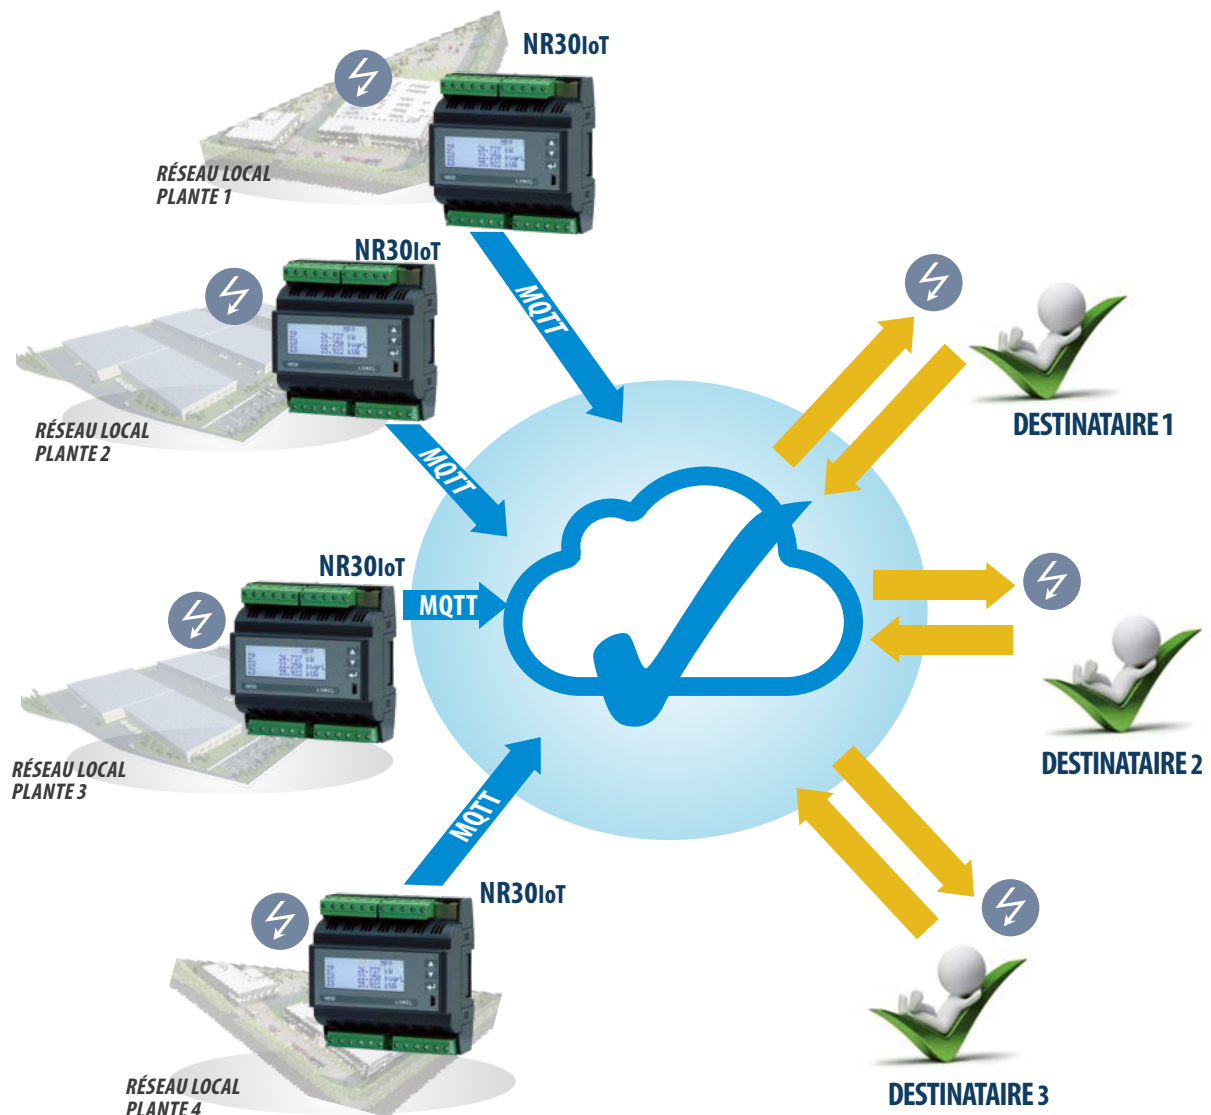 NR30IoT
RÉSEAU LOCAL
PLANTE 1
MQTT
NR30IoT
RÉSEAU LOCAL
PLANTE 2
MQTT
DESTINATAIRE 1
NR30IoT
MQTT
RÉSEAU LOCAL
PLANTE 3
DESTINATAIRE 2
MQTT
NR30IoT
RÉSEAU LOCAL
PLANTE 4
DESTINATAIRE 3